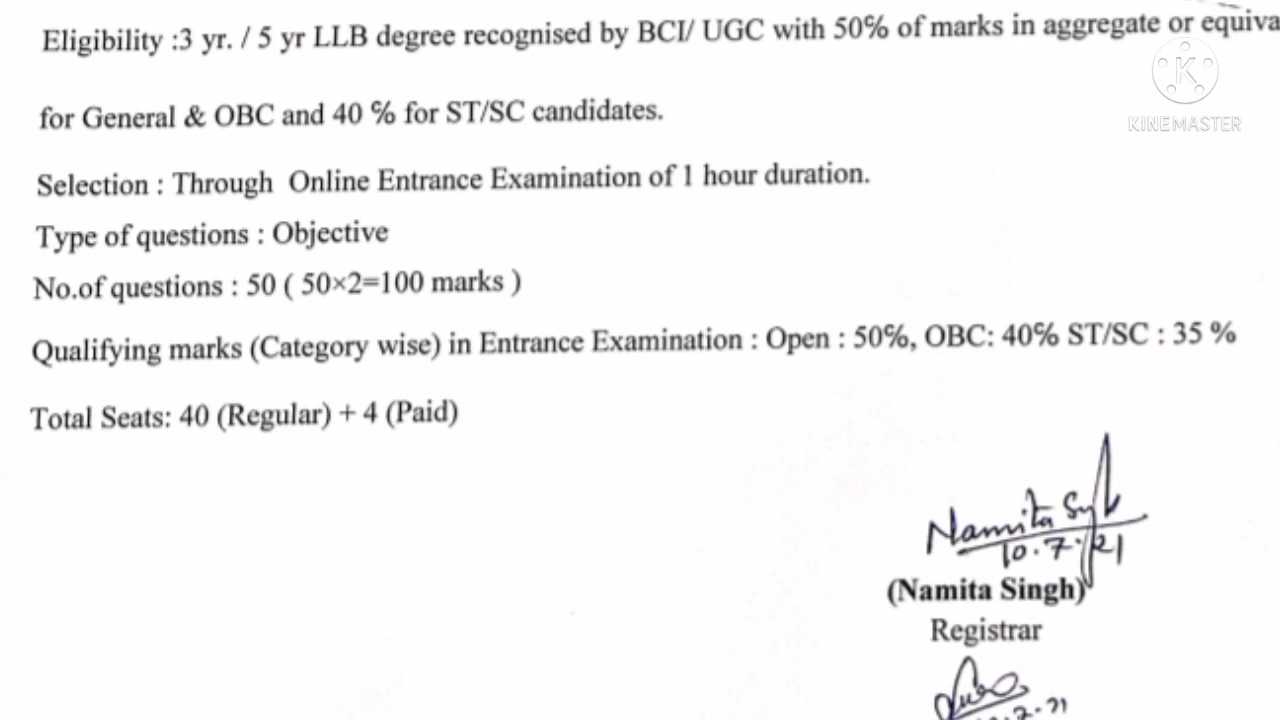 Eligibility :3 yr. / 5 yr LLB degree recognised by BCI/ UGC with 50% of marks in aggregate or equiva
KINEMASTER
for General & OBC and 40 % for ST/SC candidates.
Selection : Through Online Entrance Examination of 1 hour duration.
Type of questions : Objective
No.of questions : 50 ( 50×2=100 marks )
Qualifying marks (Category wise) in Entrance Examination : Open : 50%, OBC: 40% ST/SC : 35 %
Total Seats: 40 (Regular) + 4 (Paid)
Namita
10.7.21
(Namita Singh)
Registrar